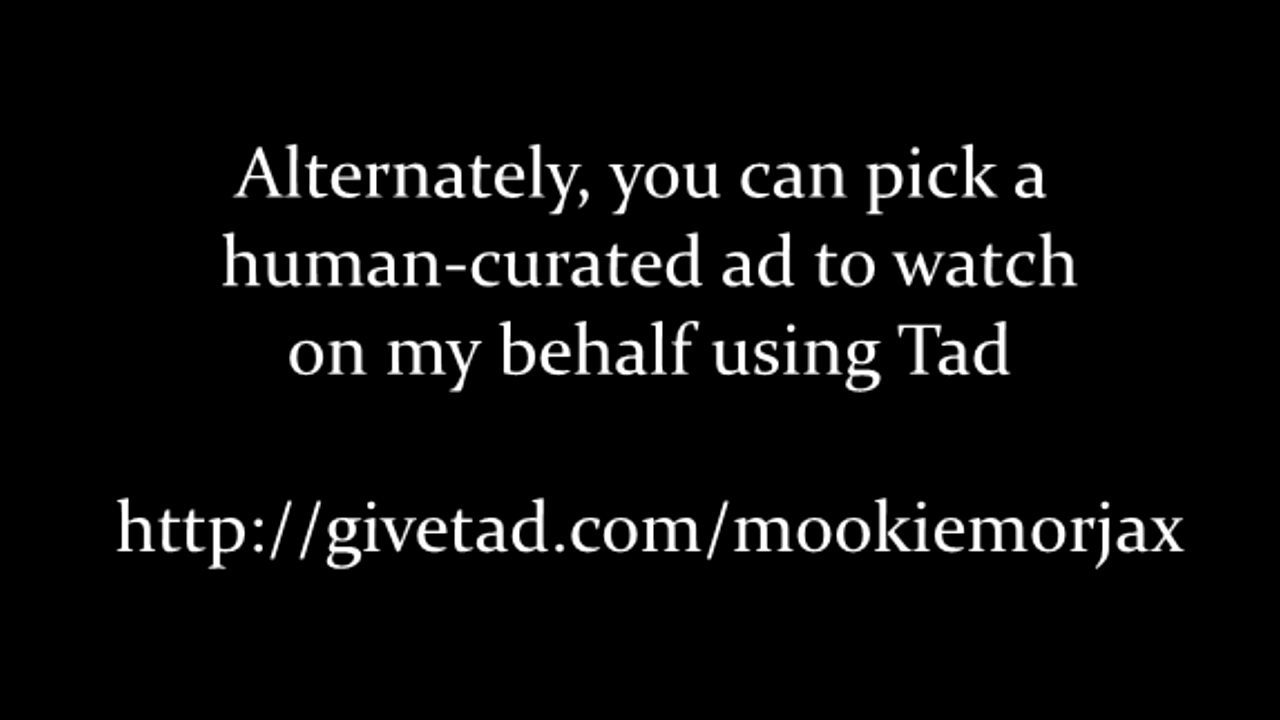 Alternately, you can pick a
human-curated ad to watch
on my behalf using Tad
http://givetad.com/mookiemorjax